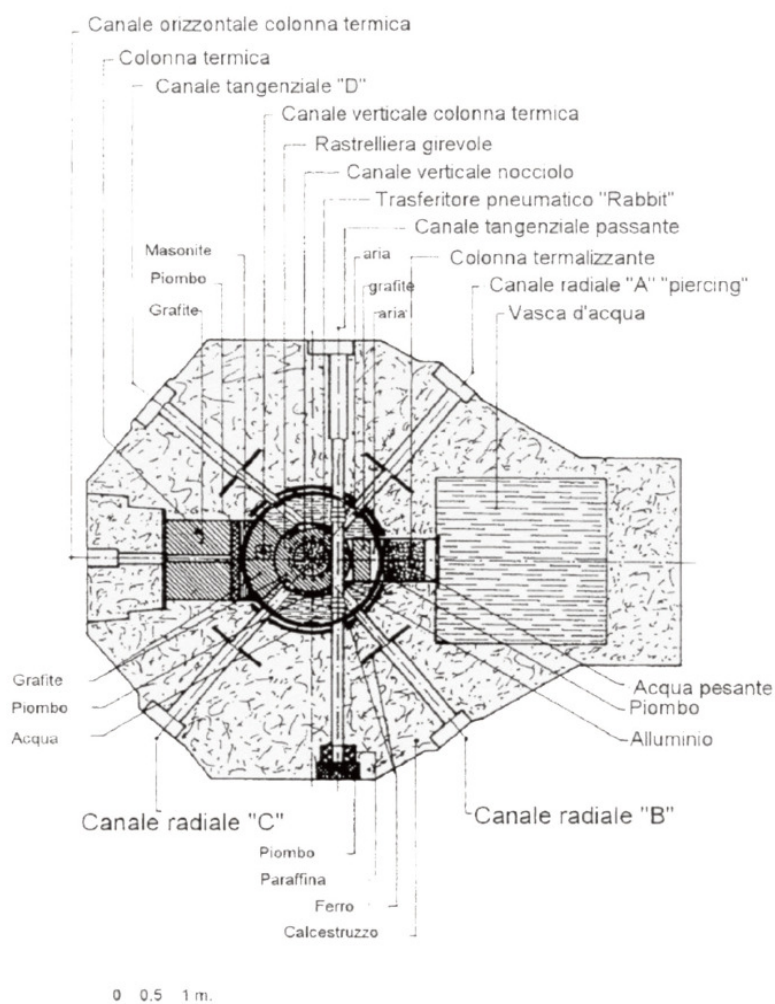 Canale orizzontale colonna termica
Colonna termica
Canale tangenziale "D"
Canale verticale colonna termica
Rastrelliera girevole
Canale verticale nocciolo
Trasferitore pneumatico "Rabbit"
Canale tangenziale passante
Masonite
aria
Colonna termalizzante
Piombo
grafite
Canale radiale "A" "piercing"
Grafite
aria
Vasca d'acqua
Grafite
Acqua pesante
Piombo
Piombo
Acqua
Alluminio
Canale radiale "C"
Canale radiale "B"
Piombo
Paraffina
Ferro
Calcestruzzo
0 0.5 1 m.